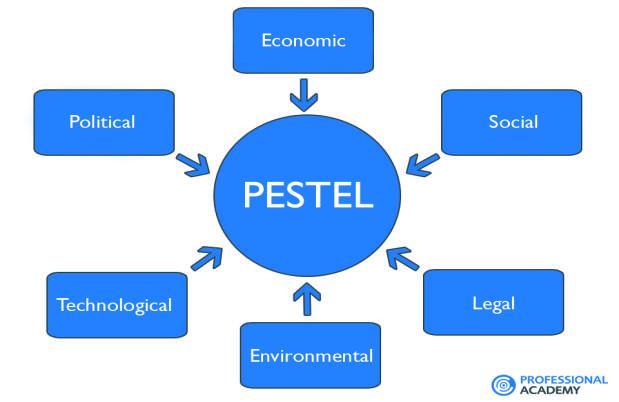 Economic
Political
Social
PESTEL
Technological
Legal
Environmental
PROFESSIONAL
ACADEMY